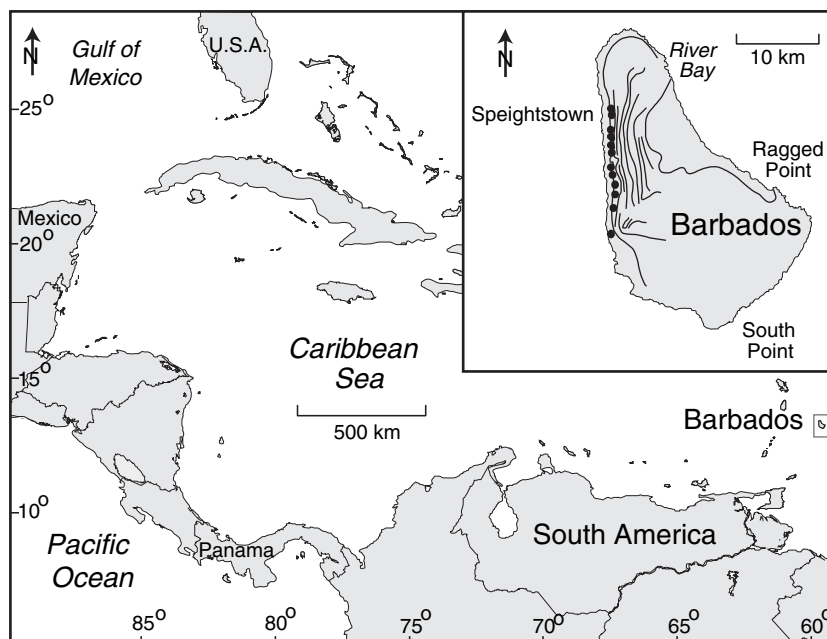 U.S.A.
N
Gulf of
Mexico
25°
Mexico
20°
15°
10°
Caribbean
Sea
500 km
Barbados
South America
Panama
Pacific
Ocean
85°
80°
75°
70°
65°
60°
N
River
Bay
10 km
Speightstown
Ragged
Point
Barbados
South
Point